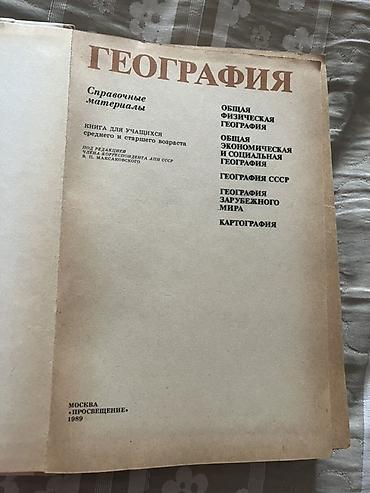 ГЕОГРАФИЯ
Справочные
материалы
КНИГА ДЛЯ УЧАЩИХСЯ
среднего и старшего возраста
ПОД РЕДАКЦИЕЙ
ЧЛЕНА-КОРРЕСПОНДЕНТА АПН СССР
В. П. МАКСАКОВСКОГО
ОБЩАЯ
ФИЗИЧЕСКАЯ
ГЕОГРАФИЯ
ОБЩАЯ
ЭКОНОМИЧЕСКАЯ
И СОЦИАЛЬНАЯ
ГЕОГРАФИЯ
ГЕОГРАФИЯ СССР
ГЕОГРАФИЯ
ЗАРУБЕЖНОГО
МИРА
КАРТОГРАФИЯ
МОСКВА
«ПРОСВЕЩЕНИЕ»
1989